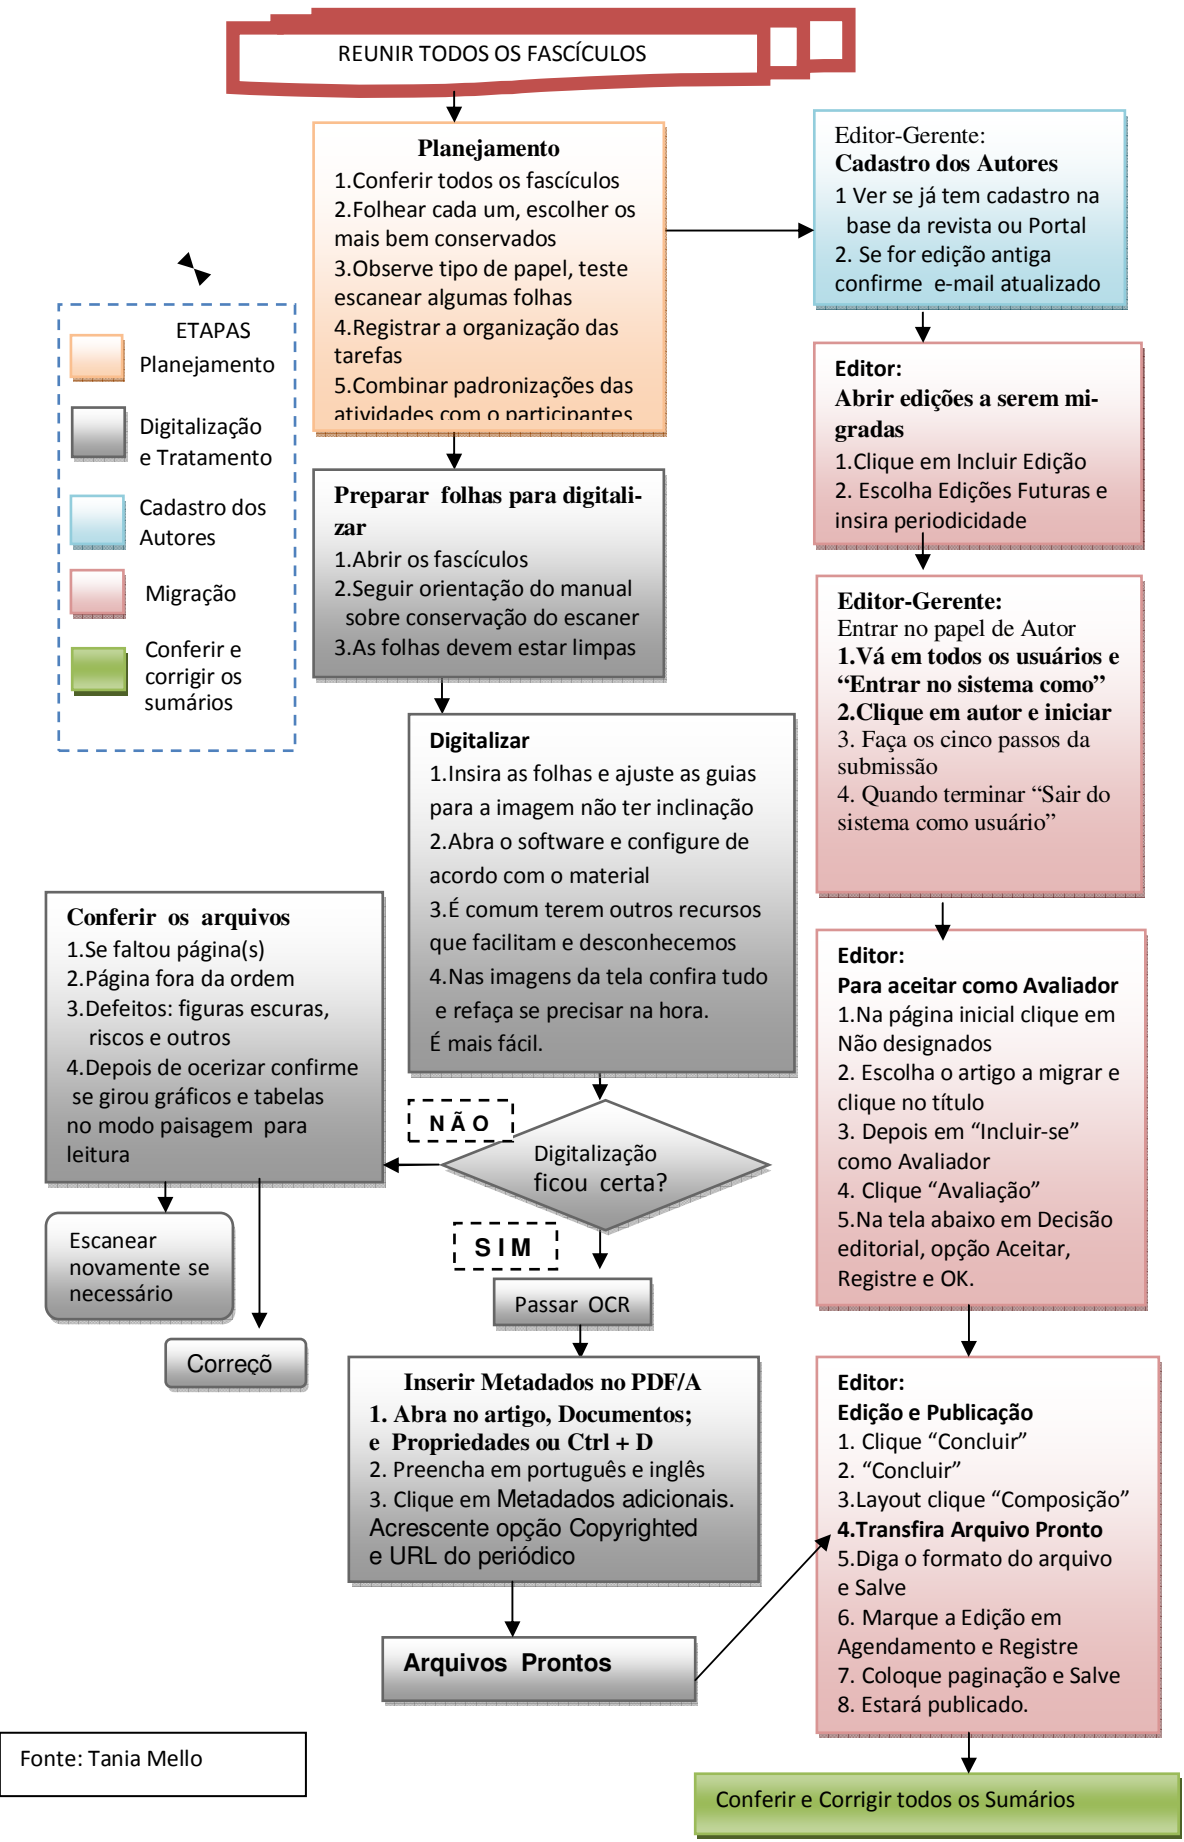 REUNIR TODOS OS FASCÍCULOS
Planejamento
1.Conferir todos os fascículos
2.Folhear cada um, escolher os
mais bem conservados
3.Observe tipo de papel, teste
escanear algumas folhas
4.Registrar a organização das
tarefas
5.Combinar padronizações das
atividades com o participantes
Editor-Gerente:
Cadastro dos Autores
1 Ver se já tem cadastro na
base da revista ou Portal
2. Se for edição antiga
confirme e-mail atualizado
ETAPAS
Planejamento
Digitalização
e Tratamento
Cadastro dos
Autores
Migração
Conferir e
corrigir os
sumários
Editor:
Abrir edições a serem mi-
gradas
1.Clique em Incluir Edição
2. Escolha Edições Futuras e
insira periodicidade
Preparar folhas para digitali-
zar
1.Abrir os fascículos
2.Seguir orientação do manual
sobre conservação do escaner
3.As folhas devem estar limpas
Editor-Gerente:
Entrar no papel de Autor
1.Vá em todos os usuários e
“Entrar no sistema como”
2.Clique em autor e iniciar
3. Faça os cinco passos da
submissão
4. Quando terminar “Sair do
sistema como usuário”
Digitalizar
1.Insira as folhas e ajuste as guias
para a imagem não ter inclinação
2.Abra o software e configure de
acordo com o material
3.É comum terem outros recursos
que facilitam e desconhecemos
4.Nas imagens da tela confira tudo
e refaça se precisar na hora.
É mais fácil.
Conferir os arquivos
1.Se faltou página(s)
2.Página fora da ordem
3.Defeitos: figuras escuras,
riscos e outros
4.Depois de ocerizar confirme
se girou gráficos e tabelas
no modo paisagem para
leitura
Editor:
Para aceitar como Avaliador
1.Na página inicial clique em
Não designados
2. Escolha o artigo a migrar e
clique no título
3. Depois em “Incluir-se”
como Avaliador
4. Clique “Avaliação”
5.Na tela abaixo em Decisão
editorial, opção Aceitar,
Registre e OK.
N Ã O
Digitalização
ficou certa?
S I M
Escanear
novamente se
necessário
Correçõ
Passar OCR
Inserir Metadados no PDF/A
1. Abra no artigo, Documentos;
e Propriedades ou Ctrl + D
2. Preencha em português e inglês
3. Clique em Metadados adicionais.
Acrescente opção Copyrighted
e URL do periódico
Arquivos Prontos
Editor:
Edição e Publicação
1. Clique “Concluir”
2. “Concluir”
3.Layout clique “Composição”
4.Transfira Arquivo Pronto
5.Diga o formato do arquivo
e Salve
6. Marque a Edição em
Agendamento e Registre
7. Coloque paginação e Salve
8. Estará publicado.
Fonte: Tania Mello
Conferir e Corrigir todos os Sumários